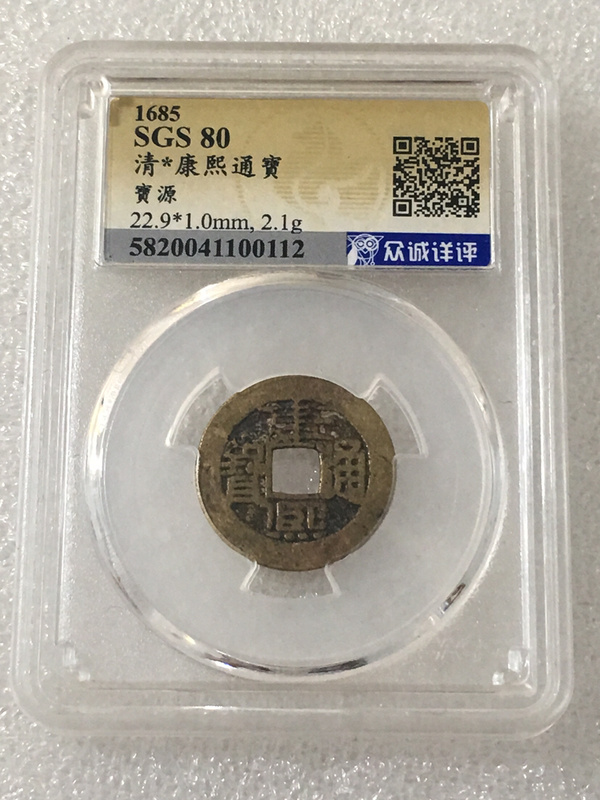 1685
SGS 80
清*康熙通寶
寶源
22.9*1.0mm, 2.1g
5820041100112
众诚详评
康熙通寶